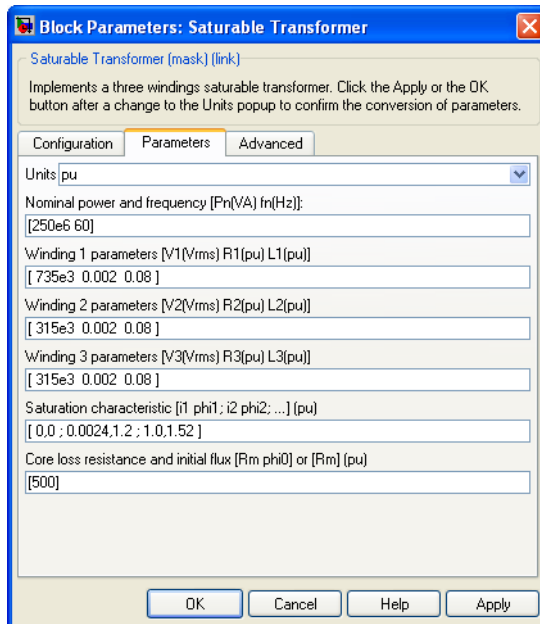 Block Parameters: Saturable Transformer
Saturable Transformer (mask) (link)
Implements a three windings saturable transformer. Click the Apply or the OK
button after a change to the Units popup to confirm the conversion of parameters.
Configuration Parameters Advanced
Units pu
Nominal power and frequency [Pn(VA) fn(Hz)]:
[250e6 60]
Winding 1 parameters [V1(Vrms) R1(pu) L1(pu)]
[ 735e3 0.002 0.08 ]
Winding 2 parameters [V2(Vrms) R2(pu) L2(pu)]
[ 315e3 0.002 0.08 ]
Winding 3 parameters [V3(Vrms) R3(pu) L3(pu)]
[ 315e3 0.002 0.08 ]
Saturation characteristic [i1 phi1; i2 phi2; ...] (pu)
[ 0,0 ; 0.0024,1.2 ; 1.0,1.52 ]
Core loss resistance and initial flux [Rm phi0] or [Rm] (pu)
[500]
OK Cancel Help Apply